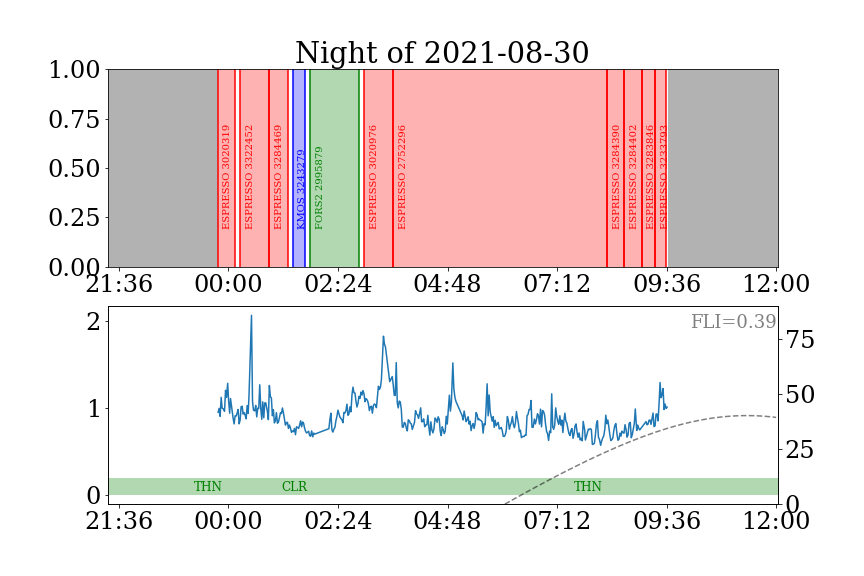 Night of 2021-08-30
1.00
0.75
0.50
0.25
0.00
ESPRESSO 3020319
ESPRESSO 3322452
ESPRESSO 3284469
KMOS 3243279
FORS2 2995879
ESPRESSO 3020976
ESPRESSO 2752296
ESPRESSO 3284390
ESPRESSO 3284402
ESPRESSO 3283846
ESPRESSO 3233793
21:36 00:00 02:24 04:48 07:12 09:36 12:00
FLI=0.39
2
1
0
75
50
25
0
THN CLR THN
21:36 00:00 02:24 04:48 07:12 09:36 12:00